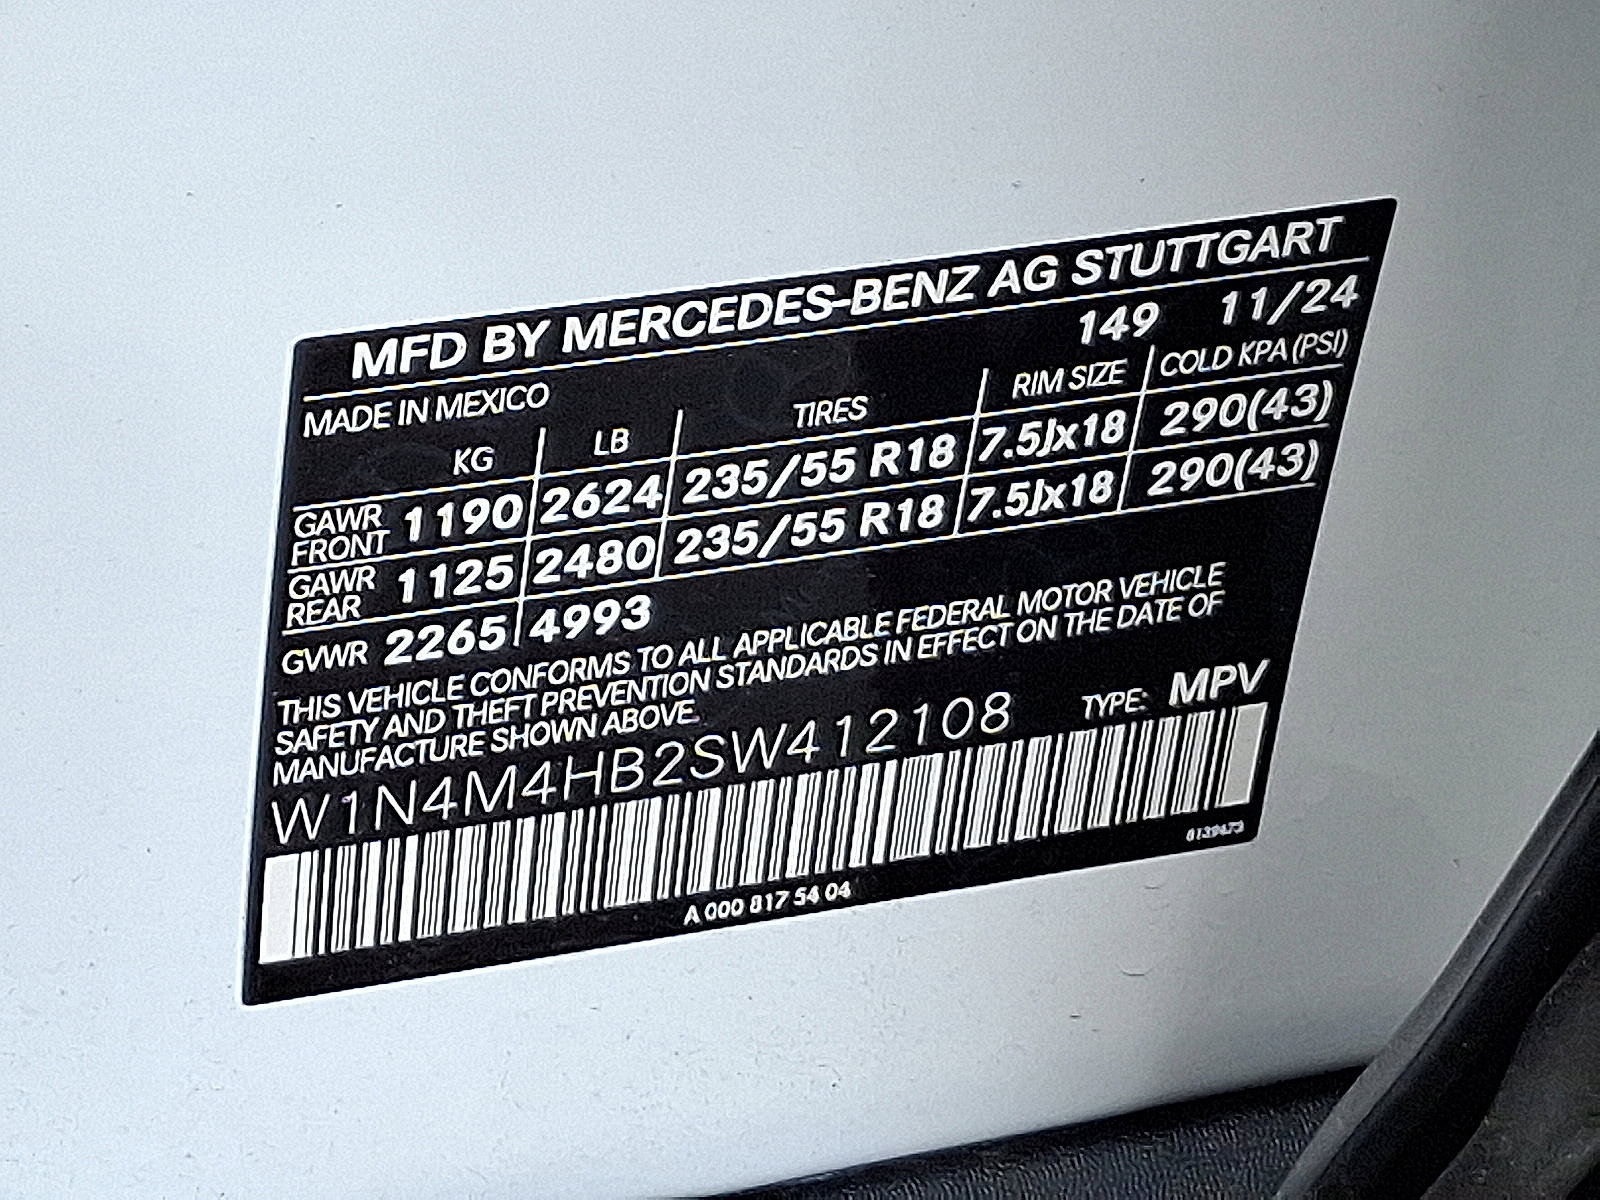 MFD BY MERCEDES-BENZ AG STUTTGART
149 11/24
MADE IN MEXICO
KG LB TIRES RIM SIZE COLD KPA (PSI)
GAWR FRONT 1190 2624 235/55 R18 7.5Jx18 290(43)
GAWR REAR 1125 2480 235/55 R18 7.5Jx18 290(43)
GVWR 2265 4993
THIS VEHICLE CONFORMS TO ALL APPLICABLE FEDERAL MOTOR VEHICLE
SAFETY AND THEFT PREVENTION STANDARDS IN EFFECT ON THE DATE OF
MANUFACTURE SHOWN ABOVE.
W1N4M4HB2SW412108 TYPE: MPV
A 000 817 54 04